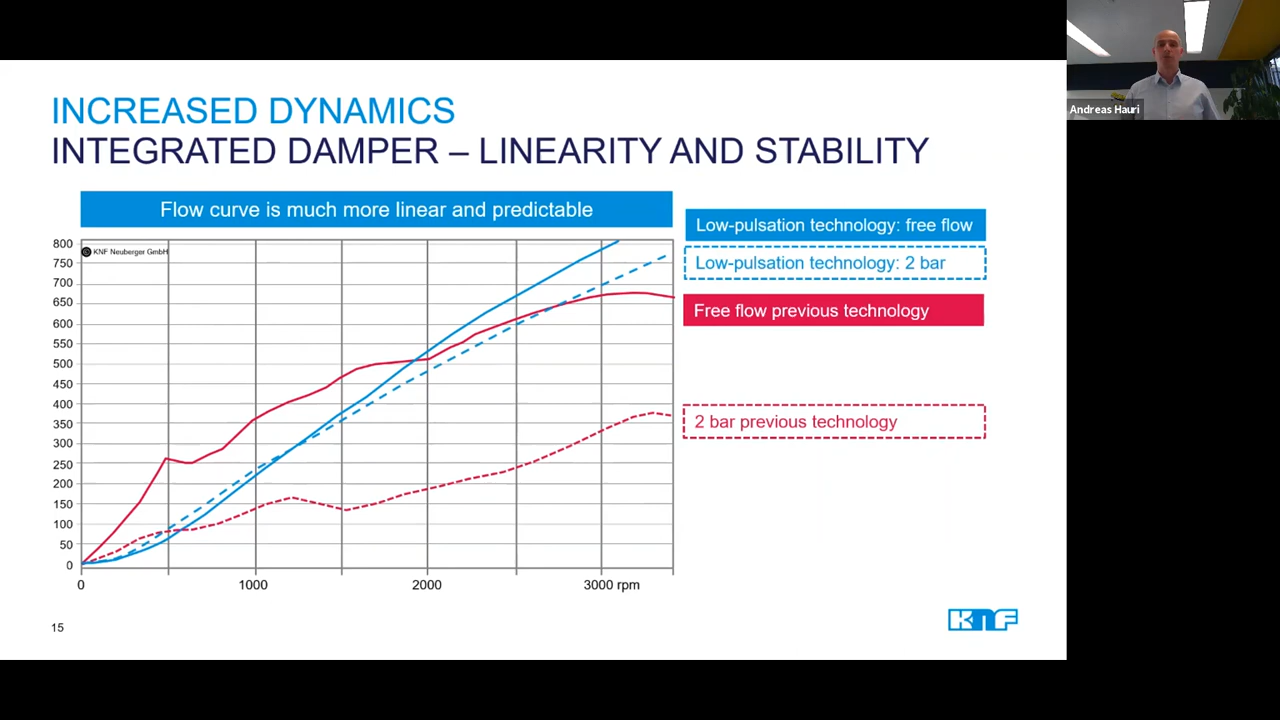 Andreas Hauri
INCREASED DYNAMICS
INTEGRATED DAMPER – LINEARITY AND STABILITY
Flow curve is much more linear and predictable
Low-pulsation technology: free flow
Low-pulsation technology: 2 bar
Free flow previous technology
2 bar previous technology
© KNF Neuberger GmbH
800
750
700
650
600
550
500
450
400
350
300
250
200
150
100
50
0
0 1000 2000 3000 rpm
15
KNF